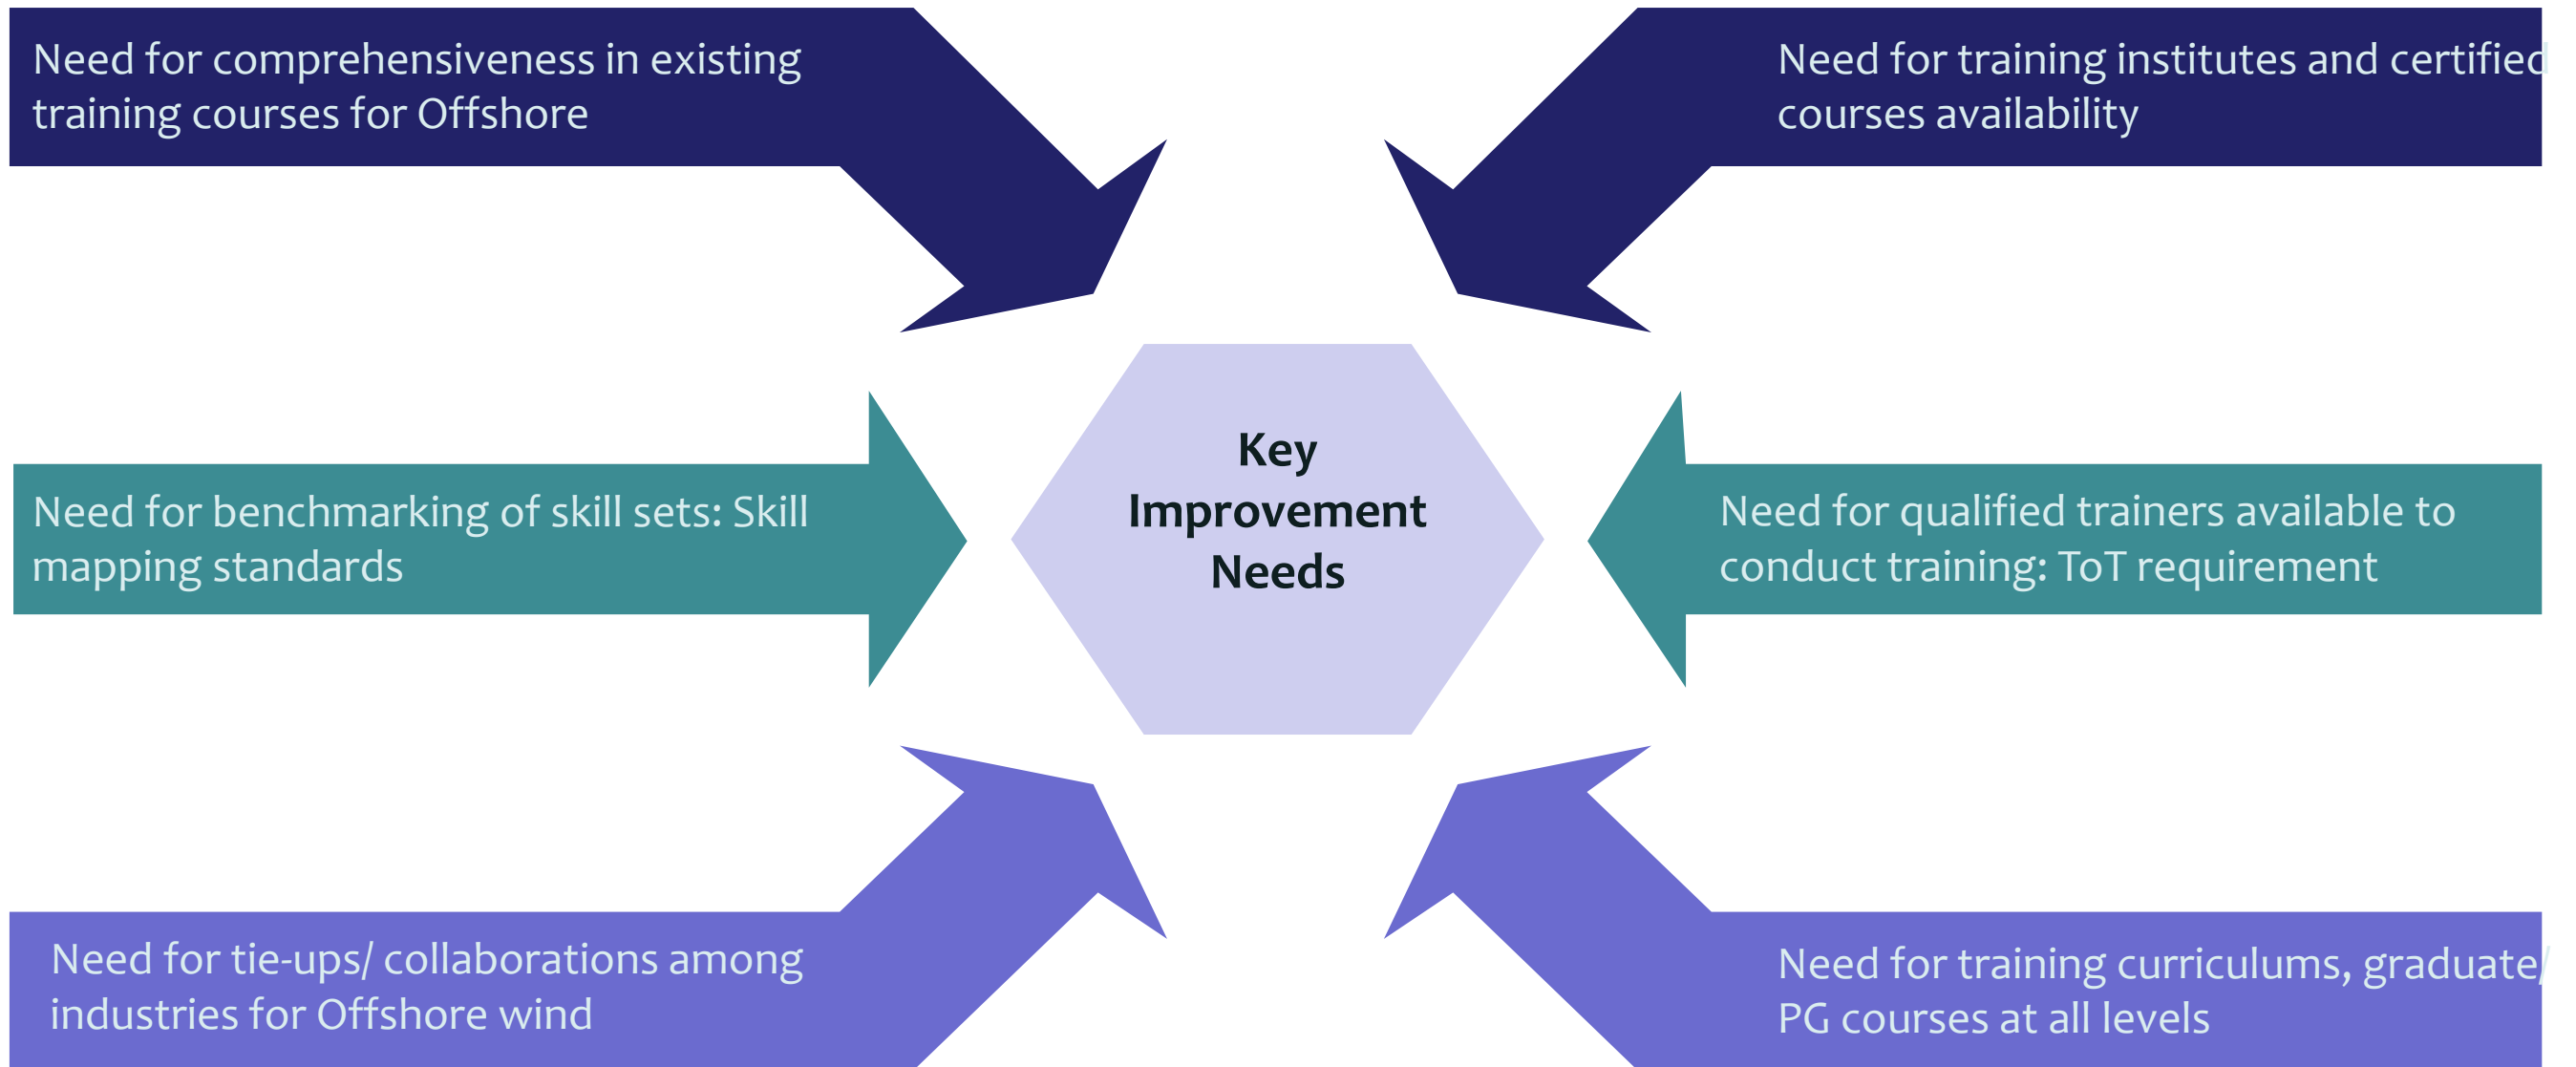 Need for comprehensiveness in existing
training courses for Offshore
Need for training institutes and certified
courses availability
Need for benchmarking of skill sets: Skill
mapping standards
Key
Improvement
Needs
Need for qualified trainers available to
conduct training: ToT requirement
Need for tie-ups/ collaborations among
industries for Offshore wind
Need for training curriculums, graduate/
PG courses at all levels